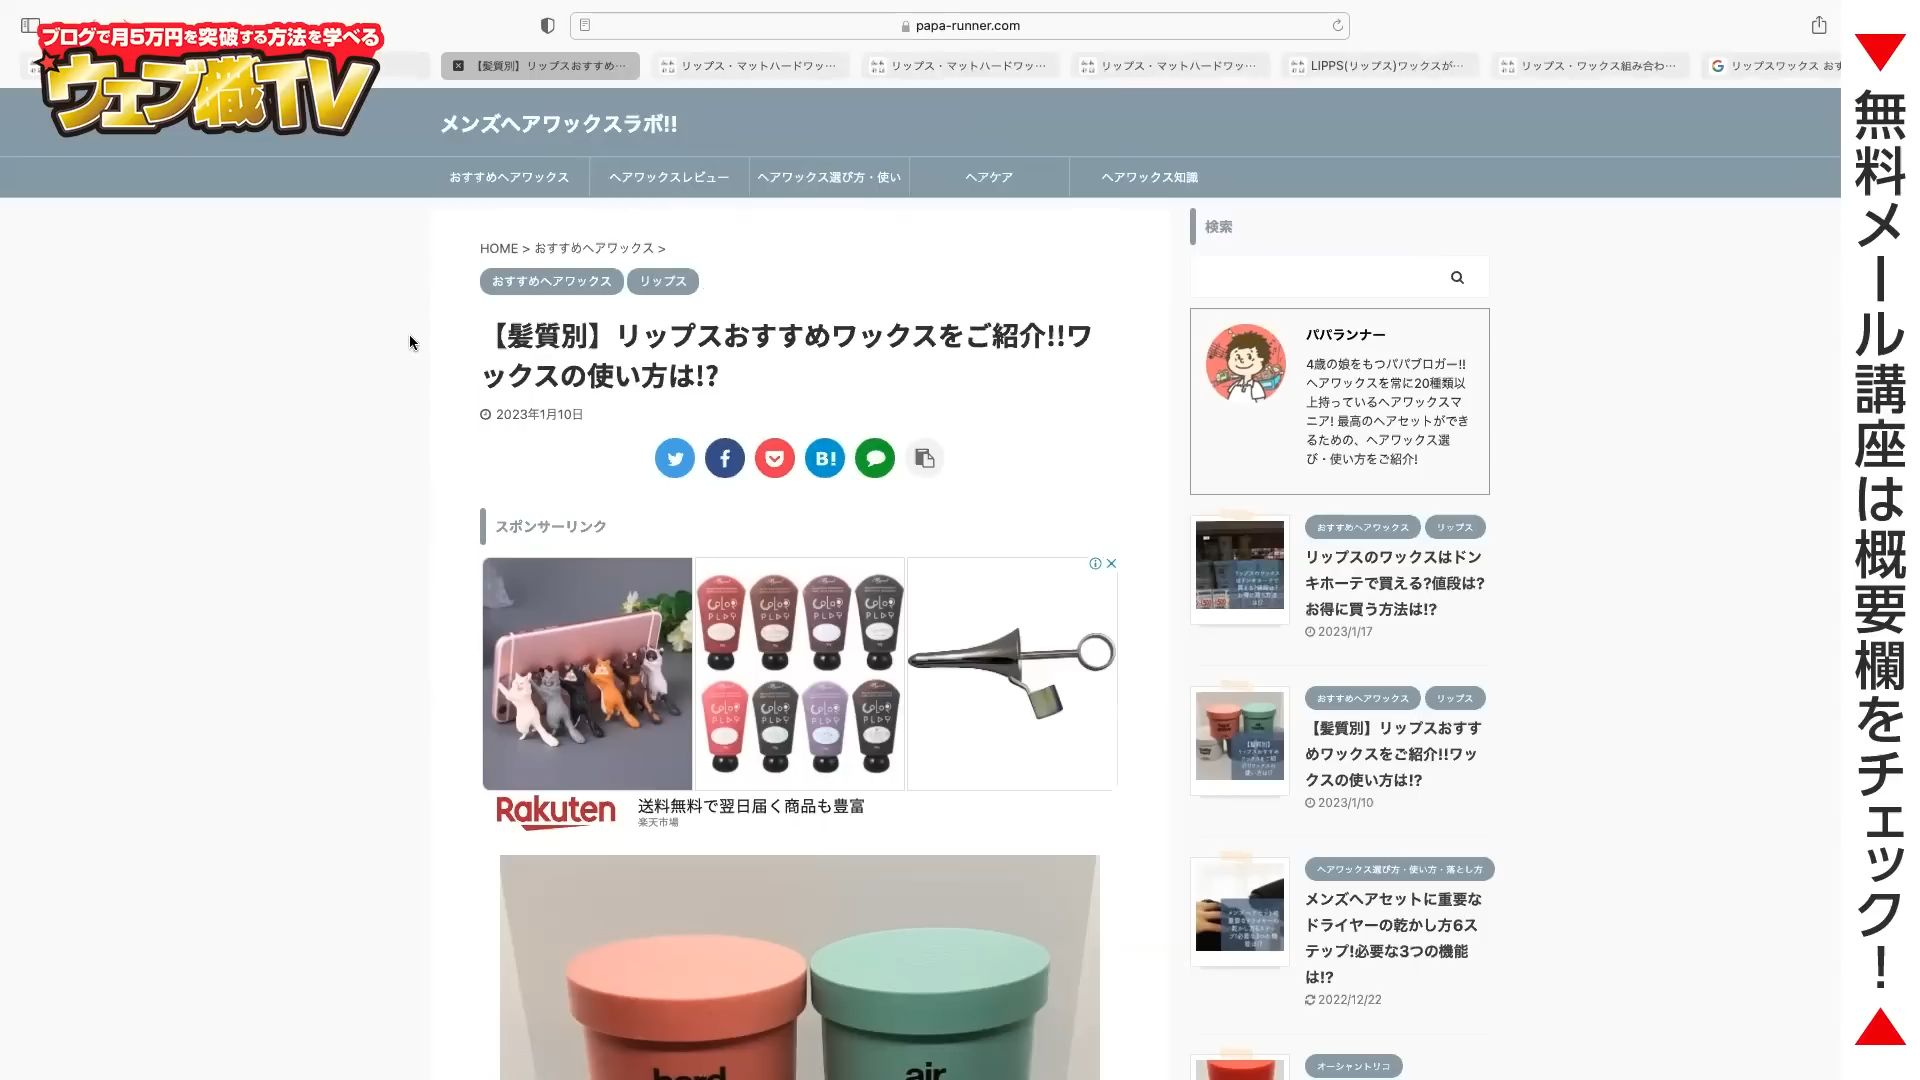 ブログで月5万円を突破する方法を学べる
ウェブ職TV
papa-runner.com
【髪質別】リップスおすすめ…
リップス・マットハードワッ…
リップス・マットハードワッ…
リップス・マットハードワッ…
LIPPS(リップス)ワックスが…
リップス・ワックス組み合わ…
リップスワックス おす
メンズヘアワックスラボ!!
おすすめヘアワックス
ヘアワックスレビュー
ヘアワックス選び方・使い
ヘアケア
ヘアワックス知識
HOME > おすすめヘアワックス >
おすすめヘアワックス
リップス
【髪質別】リップスおすすめワックスをご紹介!!ワ
ックスの使い方は!?
2023年1月10日
B!
スポンサーリンク
Rakuten
送料無料で翌日届く商品も豊富
楽天市場
hard
air
検索
パパランナー
4歳の娘をもつパパブロガー!!
ヘアワックスを常に20種類以
上持っているヘアワックスマ
ニア! 最高のヘアセットができ
るための、ヘアワックス選
び・使い方をご紹介!
おすすめヘアワックス
リップス
リップスのワックスはドン
キホーテで買える?値段は?
お得に買う方法は!?
2023/1/17
おすすめヘアワックス
リップス
【髪質別】リップスおすす
めワックスをご紹介!!ワッ
クスの使い方は!?
2023/1/10
ヘアワックス選び方・使い方・落とし方
メンズヘアセットに重要な
ドライヤーの乾かし方6ス
テップ!必要な3つの機能
は!?
2022/12/22
オーシャントリコ
無料メール講座は概要欄をチェック！